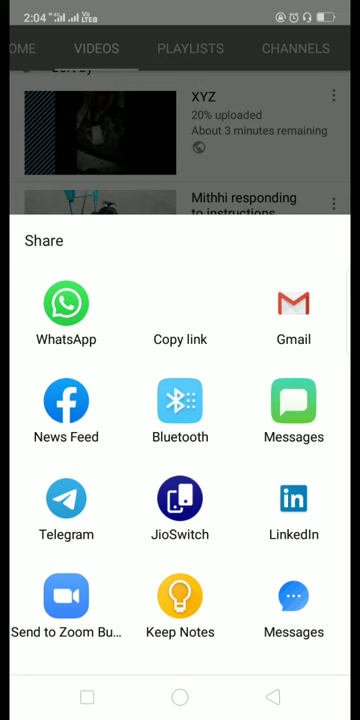 2:04
OME VIDEOS PLAYLISTS CHANNELS
XYZ
20% uploaded
About 3 minutes remaining
Mithhi responding
to instructions
Share
WhatsApp Copy link Gmail
News Feed Bluetooth Messages
Telegram JioSwitch LinkedIn
Send to Zoom Bu... Keep Notes Messages